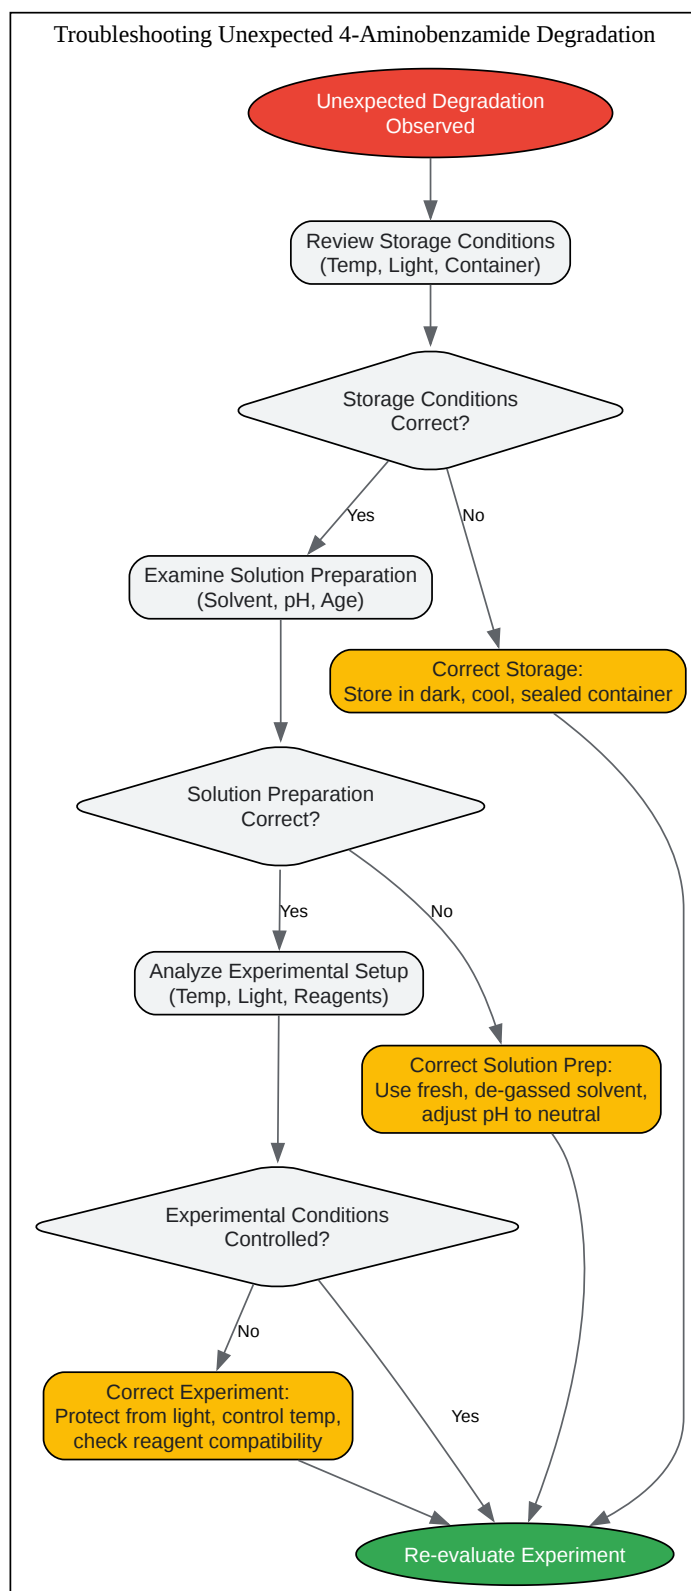 Troubleshooting Unexpected 4-Aminobenzamide Degradation
Unexpected Degradation
Observed
Review Storage Conditions
(Temp, Light, Container)
Storage Conditions
Correct?
Yes
No
Examine Solution Preparation
(Solvent, pH, Age)
Correct Storage:
Store in dark, cool, sealed container
Solution Preparation
Correct?
Yes
No
Analyze Experimental Setup
(Temp, Light, Reagents)
Correct Solution Prep:
Use fresh, de-gassed solvent,
adjust pH to neutral
Experimental Conditions
Controlled?
No
Yes
Correct Experiment:
Protect from light, control temp,
check reagent compatibility
Re-evaluate Experiment